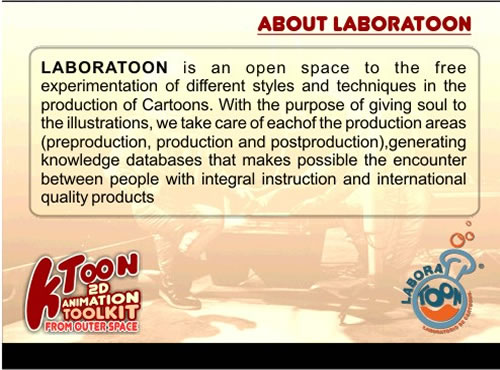 ABOUT LABORATOON
LABORATOON is an open space to the free
experimentation of different styles and techniques in the
production of Cartoons. With the purpose of giving soul to
the illustrations, we take care of eachof the production areas
(preproduction, production and postproduction),generating
knowledge databases that makes possible the encounter
between people with integral instruction and international
quality products
kTOON
2D
ANIMATION
TOOLKIT
FROM OUTER SPACE
LABORA
TOON